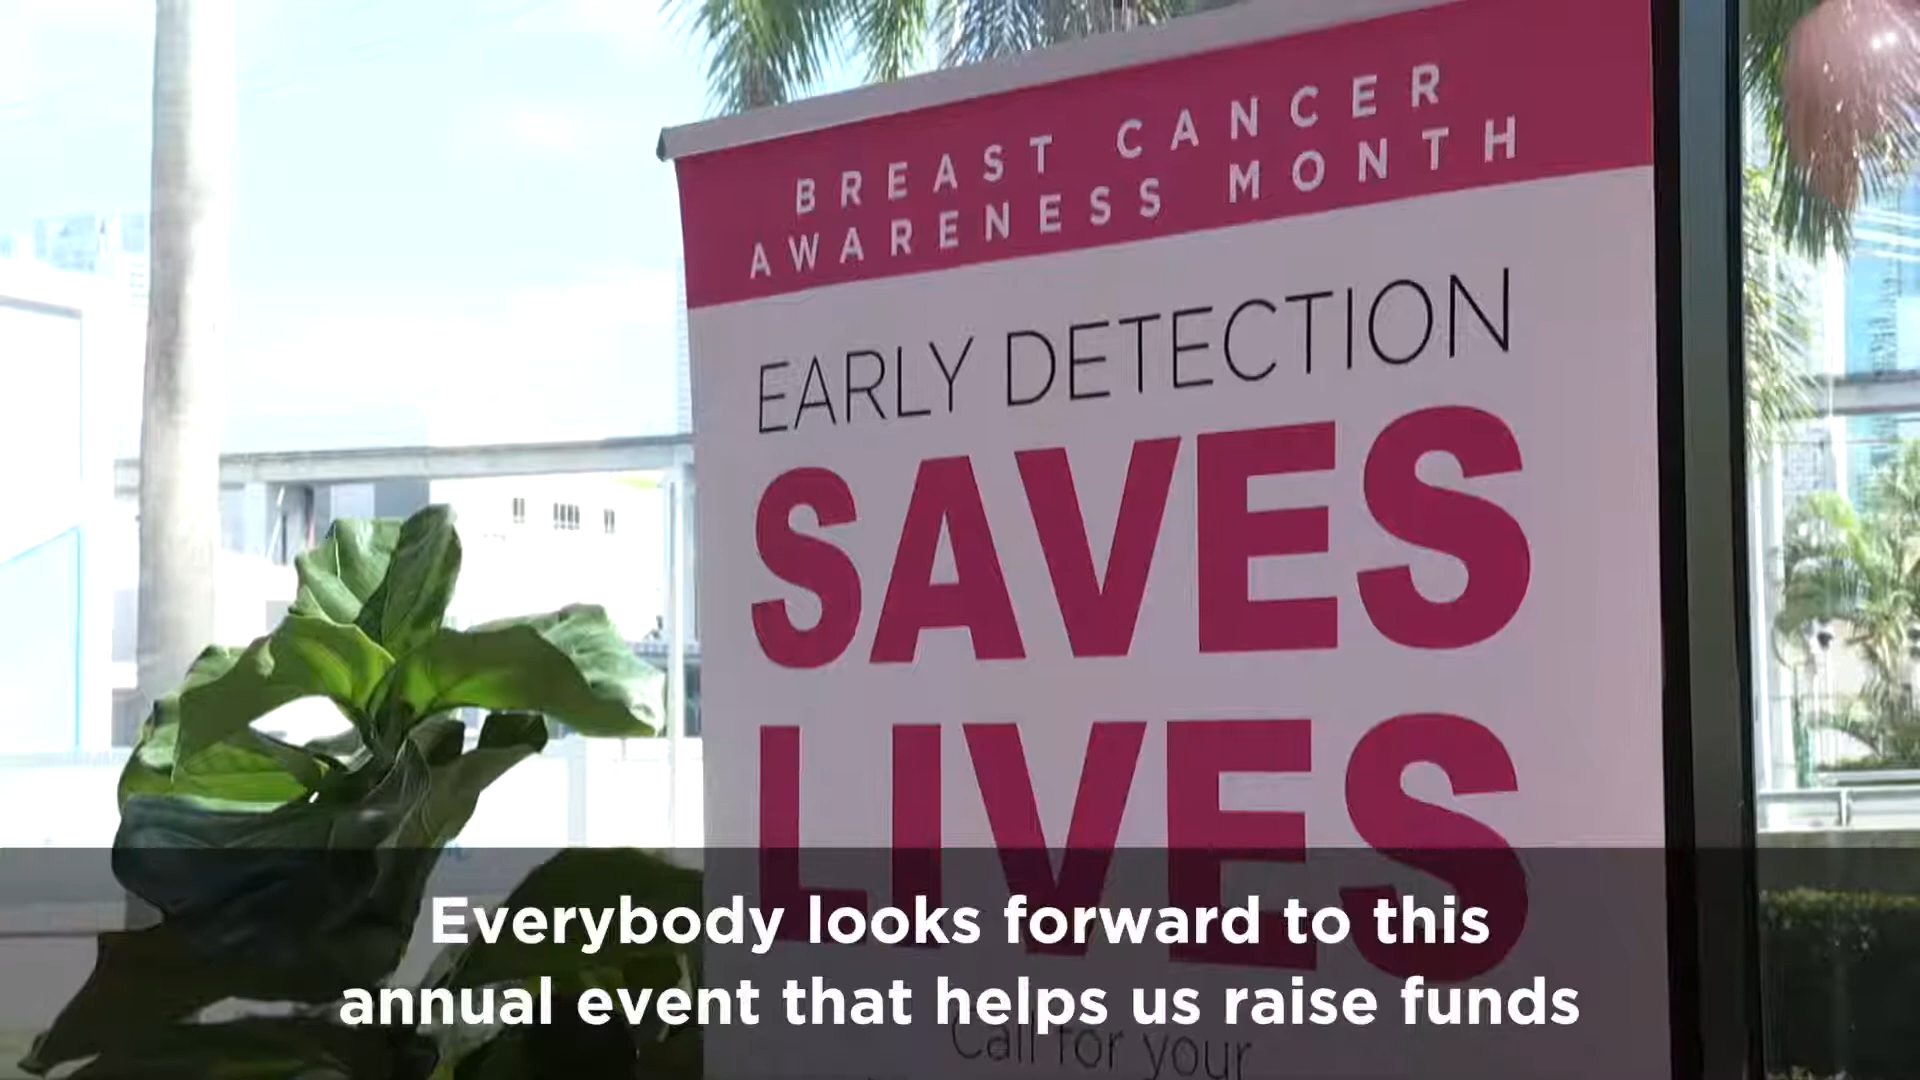 BREAST CANCER
AWARENESS MONTH
EARLY DETECTION
SAVES
LIVES
Everybody looks forward to this
annual event that helps us raise funds
Call for your